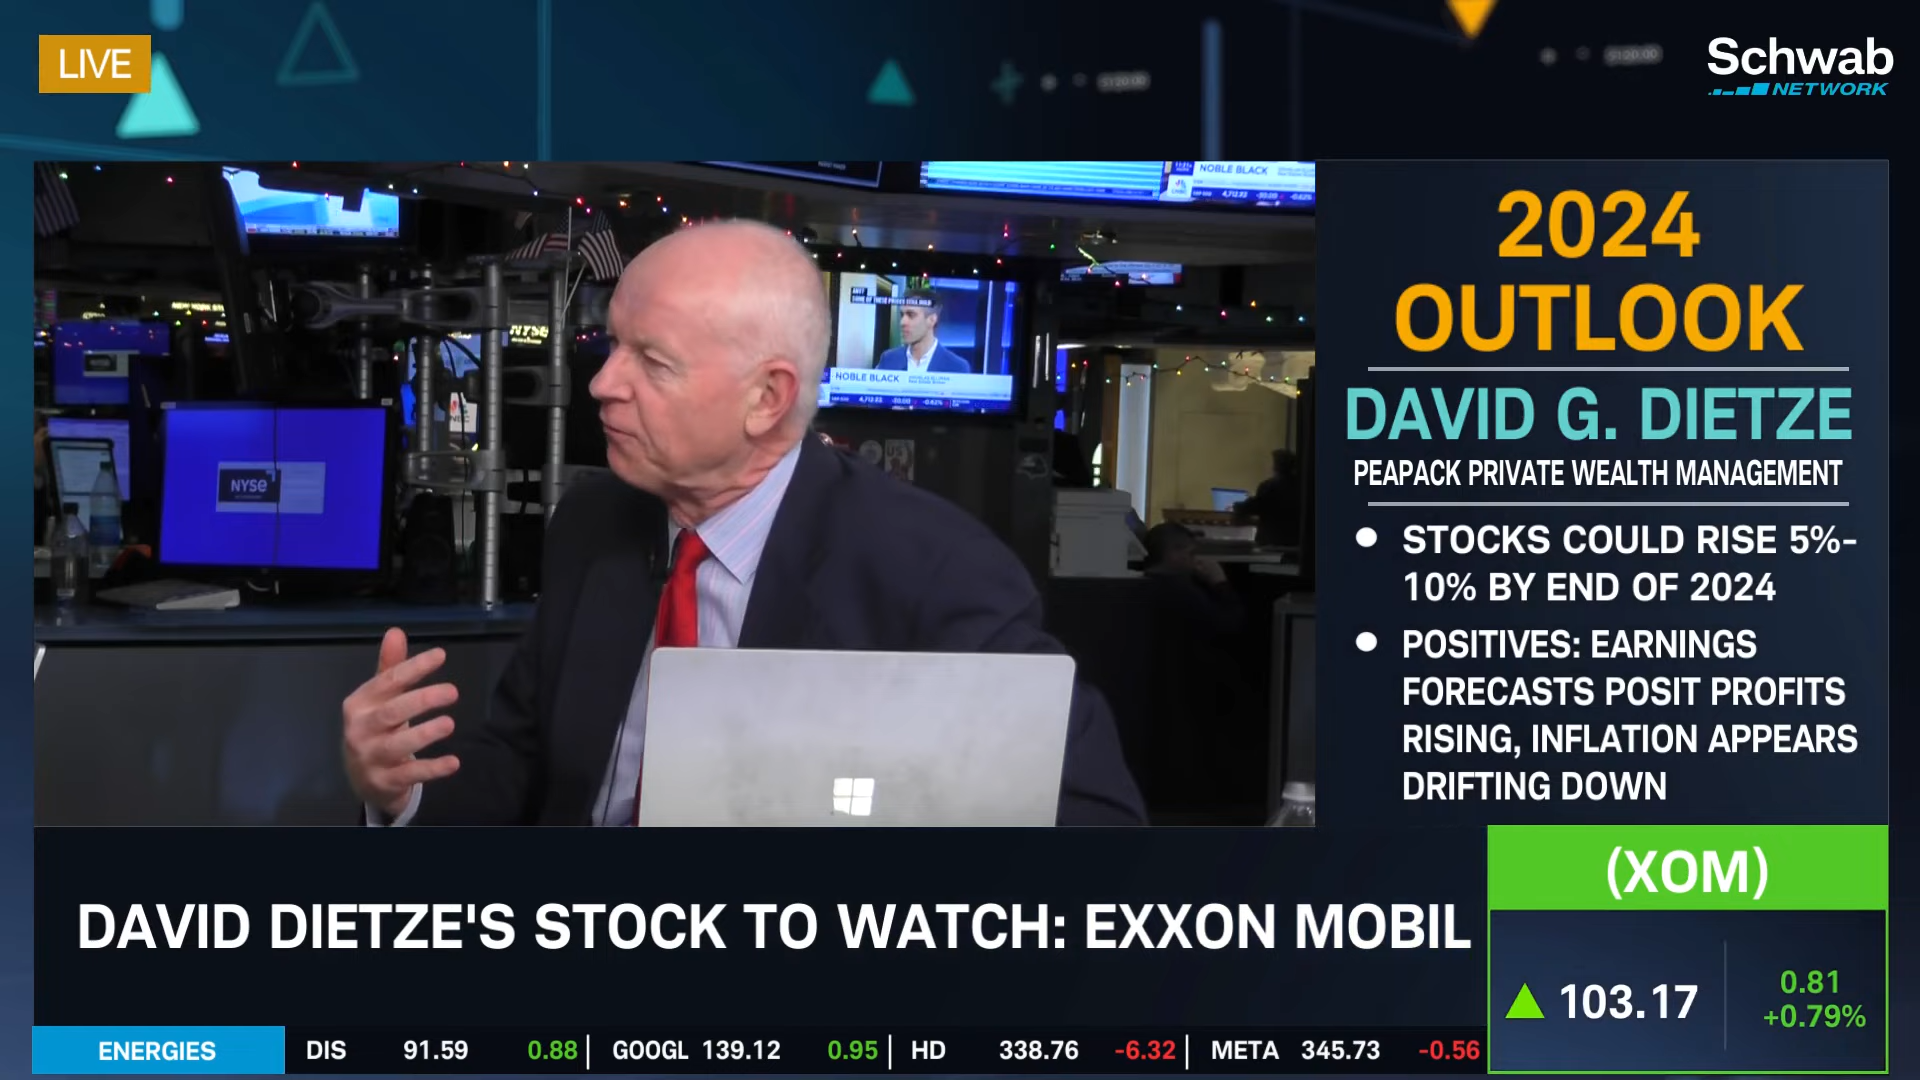 LIVE
Schwab
NETWORK
NOBLE BLACK
NYSE
NOBLE BLACK
NYSE
2024
OUTLOOK
DAVID G. DIETZE
PEAPACK PRIVATE WEALTH MANAGEMENT
● STOCKS COULD RISE 5%-
10% BY END OF 2024
● POSITIVES: EARNINGS
FORECASTS POSIT PROFITS
RISING, INFLATION APPEARS
DRIFTING DOWN
DAVID DIETZE'S STOCK TO WATCH: EXXON MOBIL
(XOM)
▲ 103.17
0.81
+0.79%
ENERGIES DIS 91.59 0.88 | GOOGL 139.12 0.95 | HD 338.76 -6.32 | META 345.73 -0.56